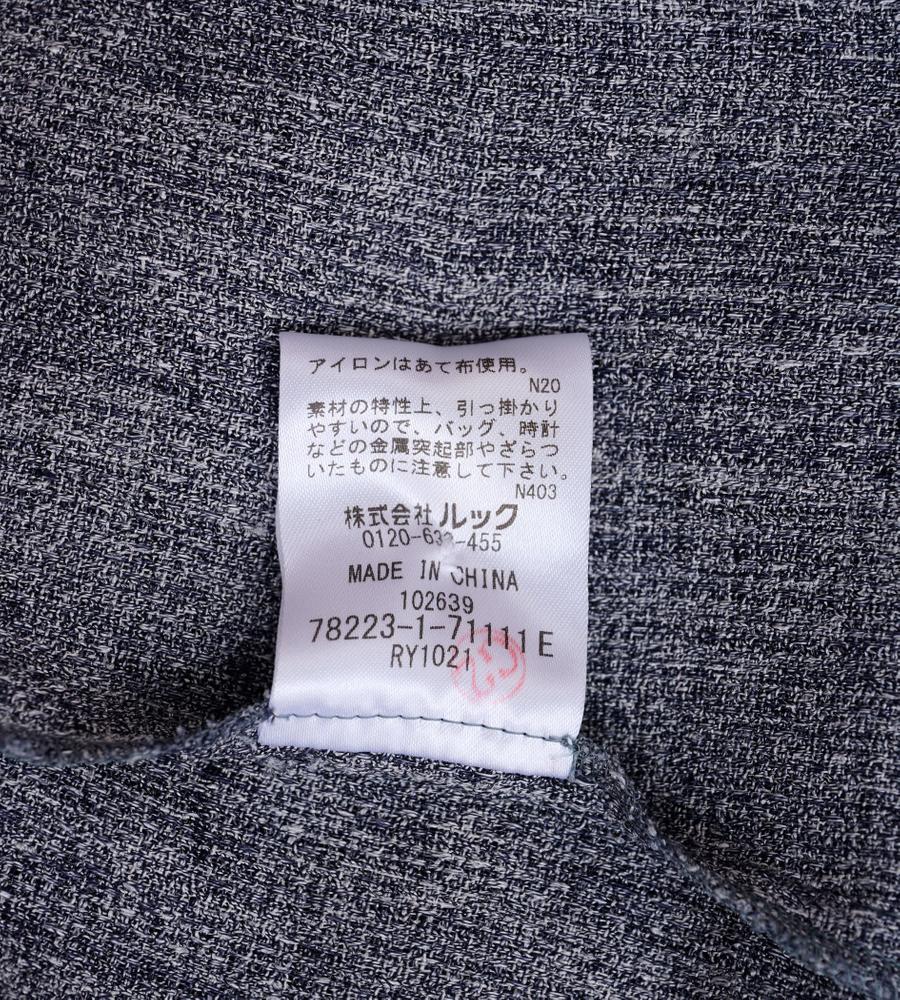 アイロンはあて布使用。
N20
素材の特性上、引っ掛かり
やすいので、バッグ、時計
などの金属突起部やざらつ
いたものに注意して下さい。
N403
株式会社ルック
MADE IN CHINA
102639
78223-1-71111E
RY1021